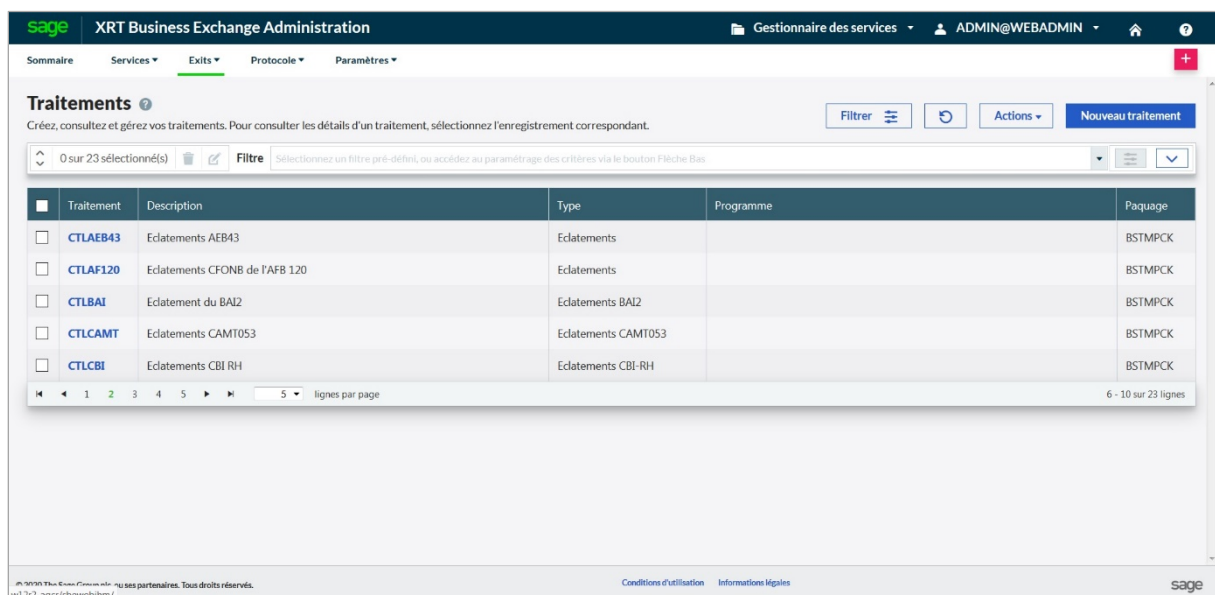 sage XRT Business Exchange Administration Gestionnaire des services ADMIN@WEBADMIN
Sommaire Services Exits Protocole Paramètres
Traitements
Créez, consultez et gérez vos traitements. Pour consulter les détails d'un traitement, sélectionnez l'enregistrement correspondant.
Filtrer Actions Nouveau traitement
0 sur 23 sélectionné(s) Filtre Sélectionnez un filtre pré-défini, ou accédez au paramétrage des critères via le bouton Flèche Bas
Traitement Description Type Programme Paquage
CTLAEB43 Eclatements AEB43 Eclatements BSTMPCK
CTLAF120 Eclatements CFONB de l'AFB 120 Eclatements BSTMPCK
CTLBAI Eclatement du BAI2 Eclatements BAI2 BSTMPCK
CTLCAMT Eclatements CAMT053 Eclatements CAMT053 BSTMPCK
CTLCBI Eclatements CBI RH Eclatements CBI-RH BSTMPCK
1 2 3 4 5 5 lignes par page 6 - 10 sur 23 lignes
© 2020 The Sage Group plc, ou ses partenaires. Tous droits réservés. Conditions d'utilisation Informations légales sage